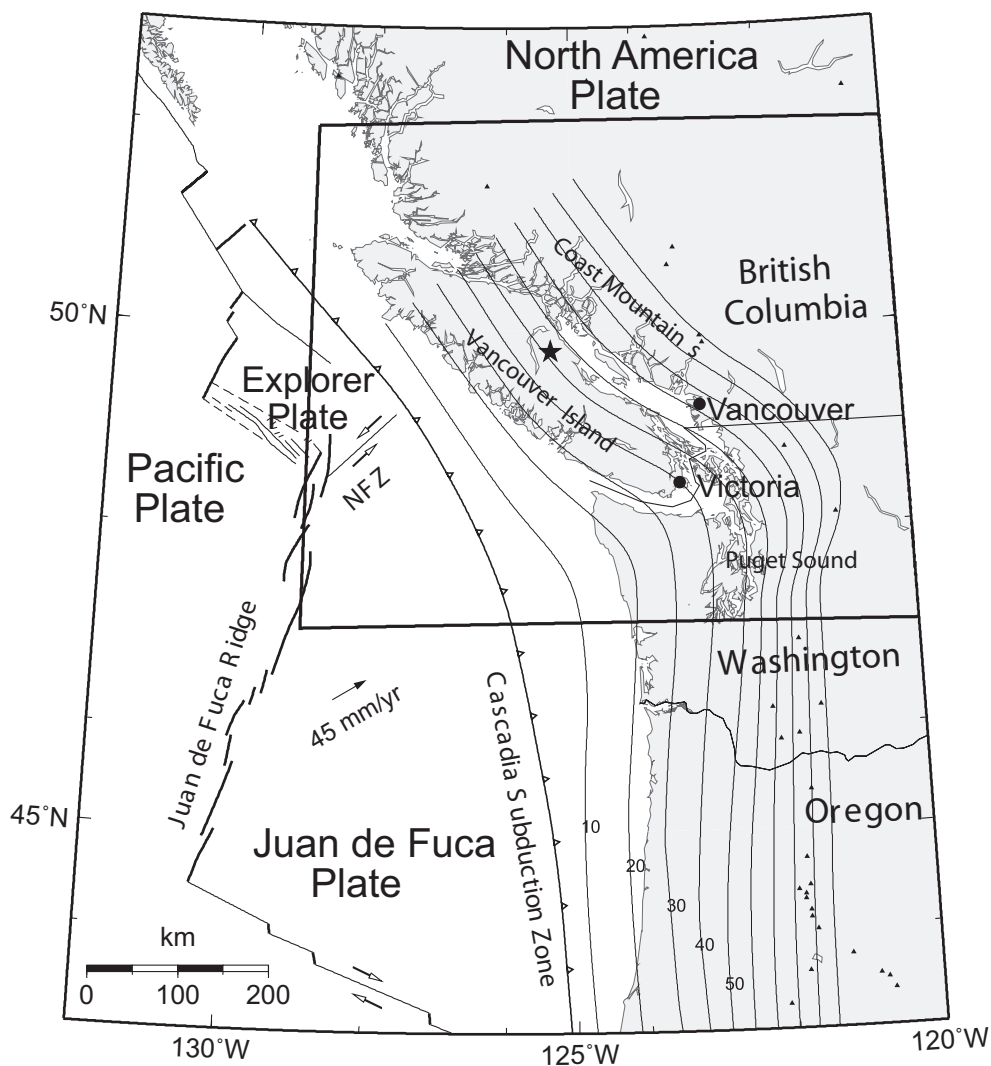 North America
Plate
Coast Mountain s
British
Columbia
50°N
Explorer
Plate
Vancouver Island
Vancouver
Pacific
Plate
NFZ
Victoria
Puget Sound
Juan de Fuca Ridge
Washington
45 mm/yr
Cascadia Subduction Zone
45°N
Oregon
10
Juan de Fuca
Plate
20
30
40
50
km
0 100 200
130°W
125°W
120°W